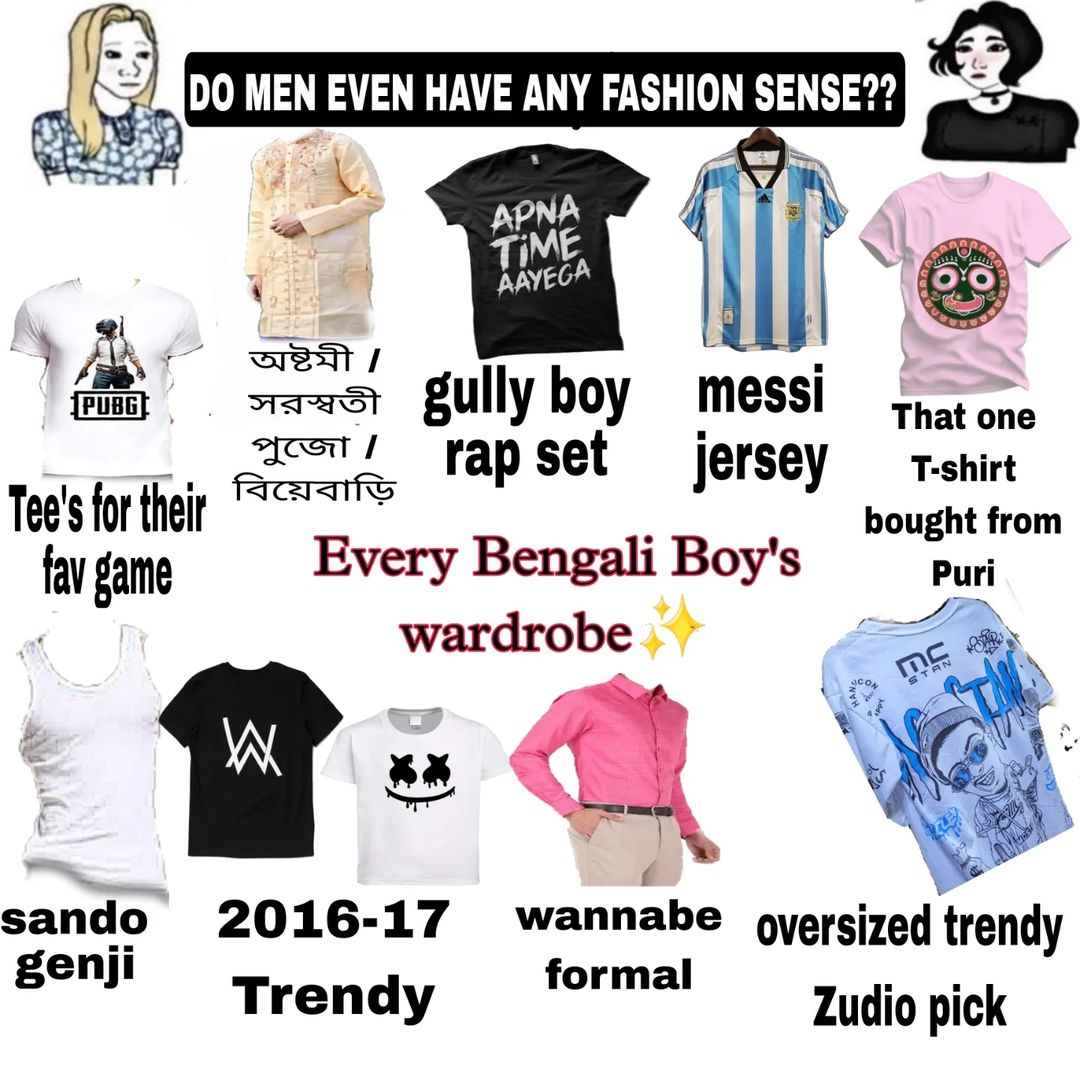 DO MEN EVEN HAVE ANY FASHION SENSE??
APNA
TiME
AAYEGA
PUBG
Tee's for their
fav game
অষ্টমী /
সরস্বতী
পুজো /
বিয়েবাড়ি
gully boy
rap set
messi
jersey
That one
T-shirt
bought from
Puri
Every Bengali Boy's
wardrobe✨
MC
STAN
sando
genji
2016-17
Trendy
wannabe
formal
oversized trendy
Zudio pick